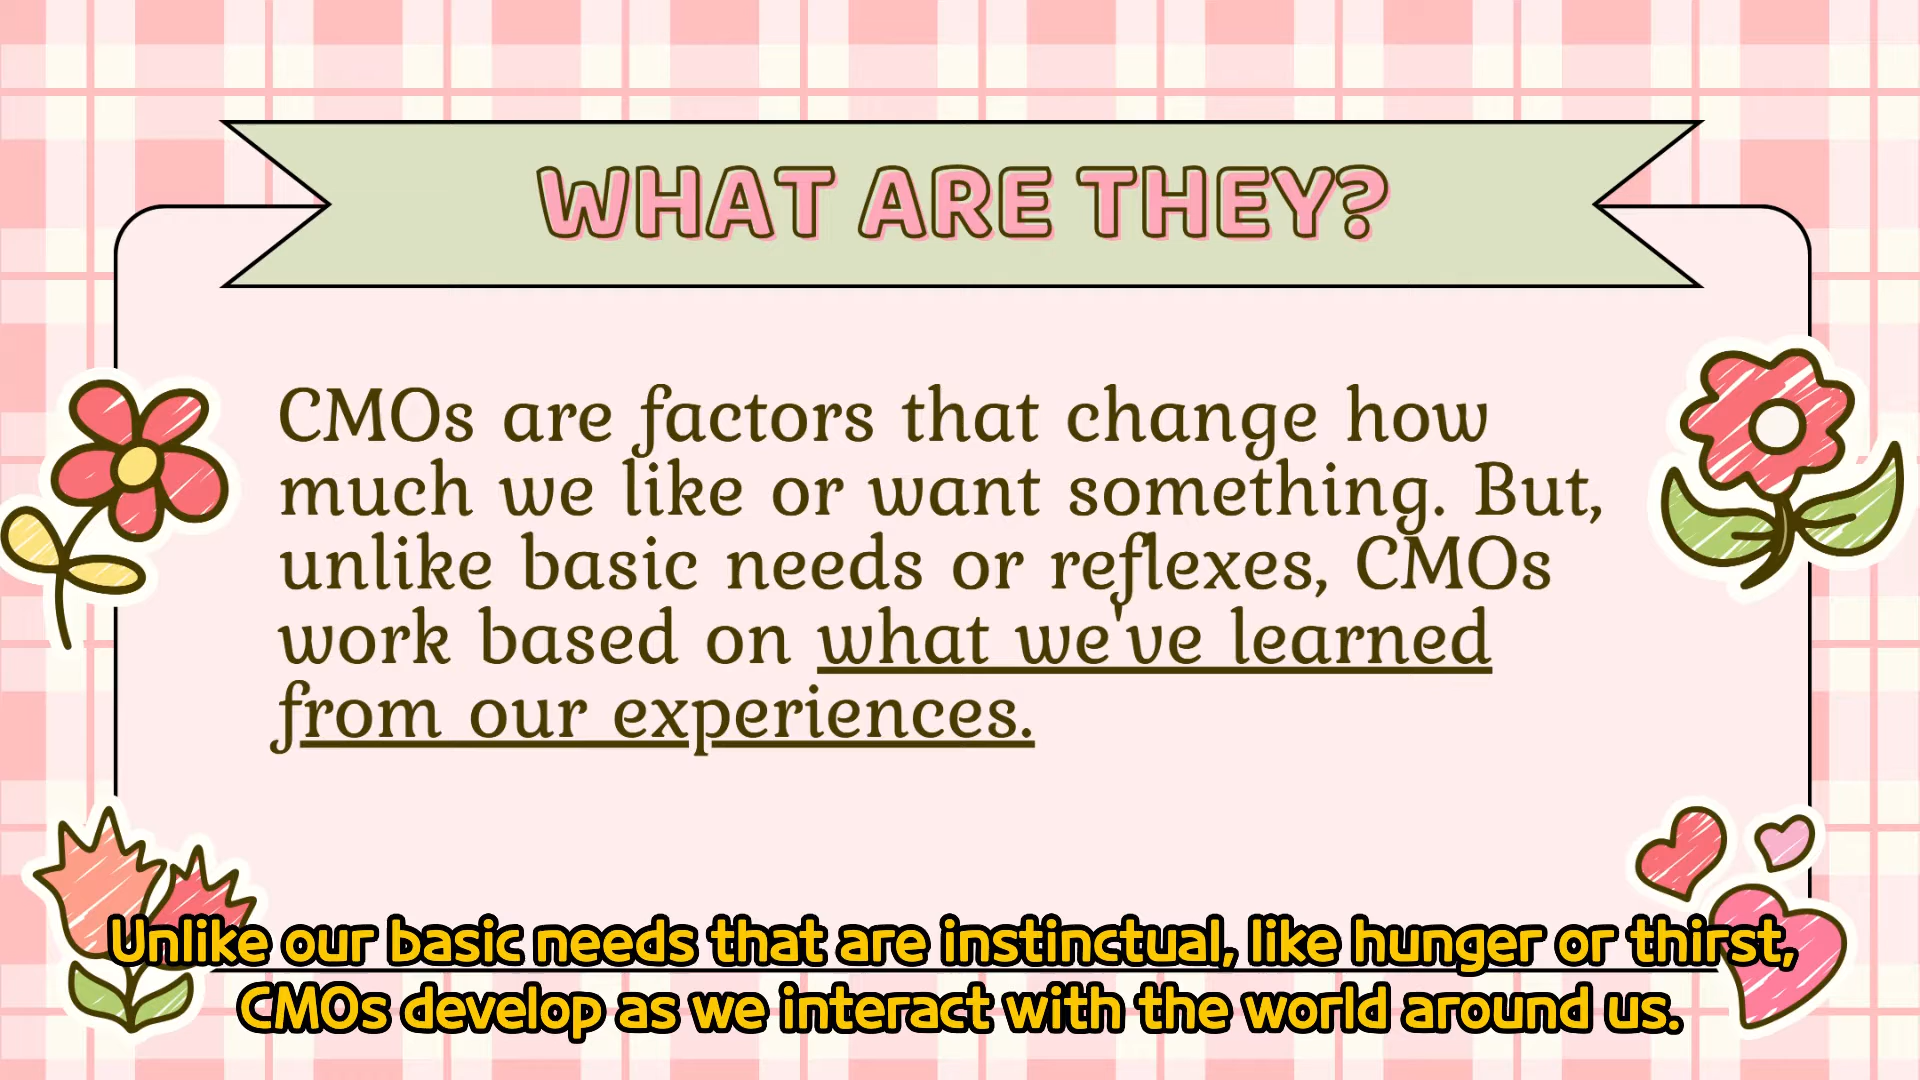 WHAT ARE THEY?
CMOs are factors that change how
much we like or want something. But,
unlike basic needs or reflexes, CMOs
work based on what we've learned
from our experiences.
Unlike our basic needs that are instinctual, like hunger or thirst,
CMOs develop as we interact with the world around us.